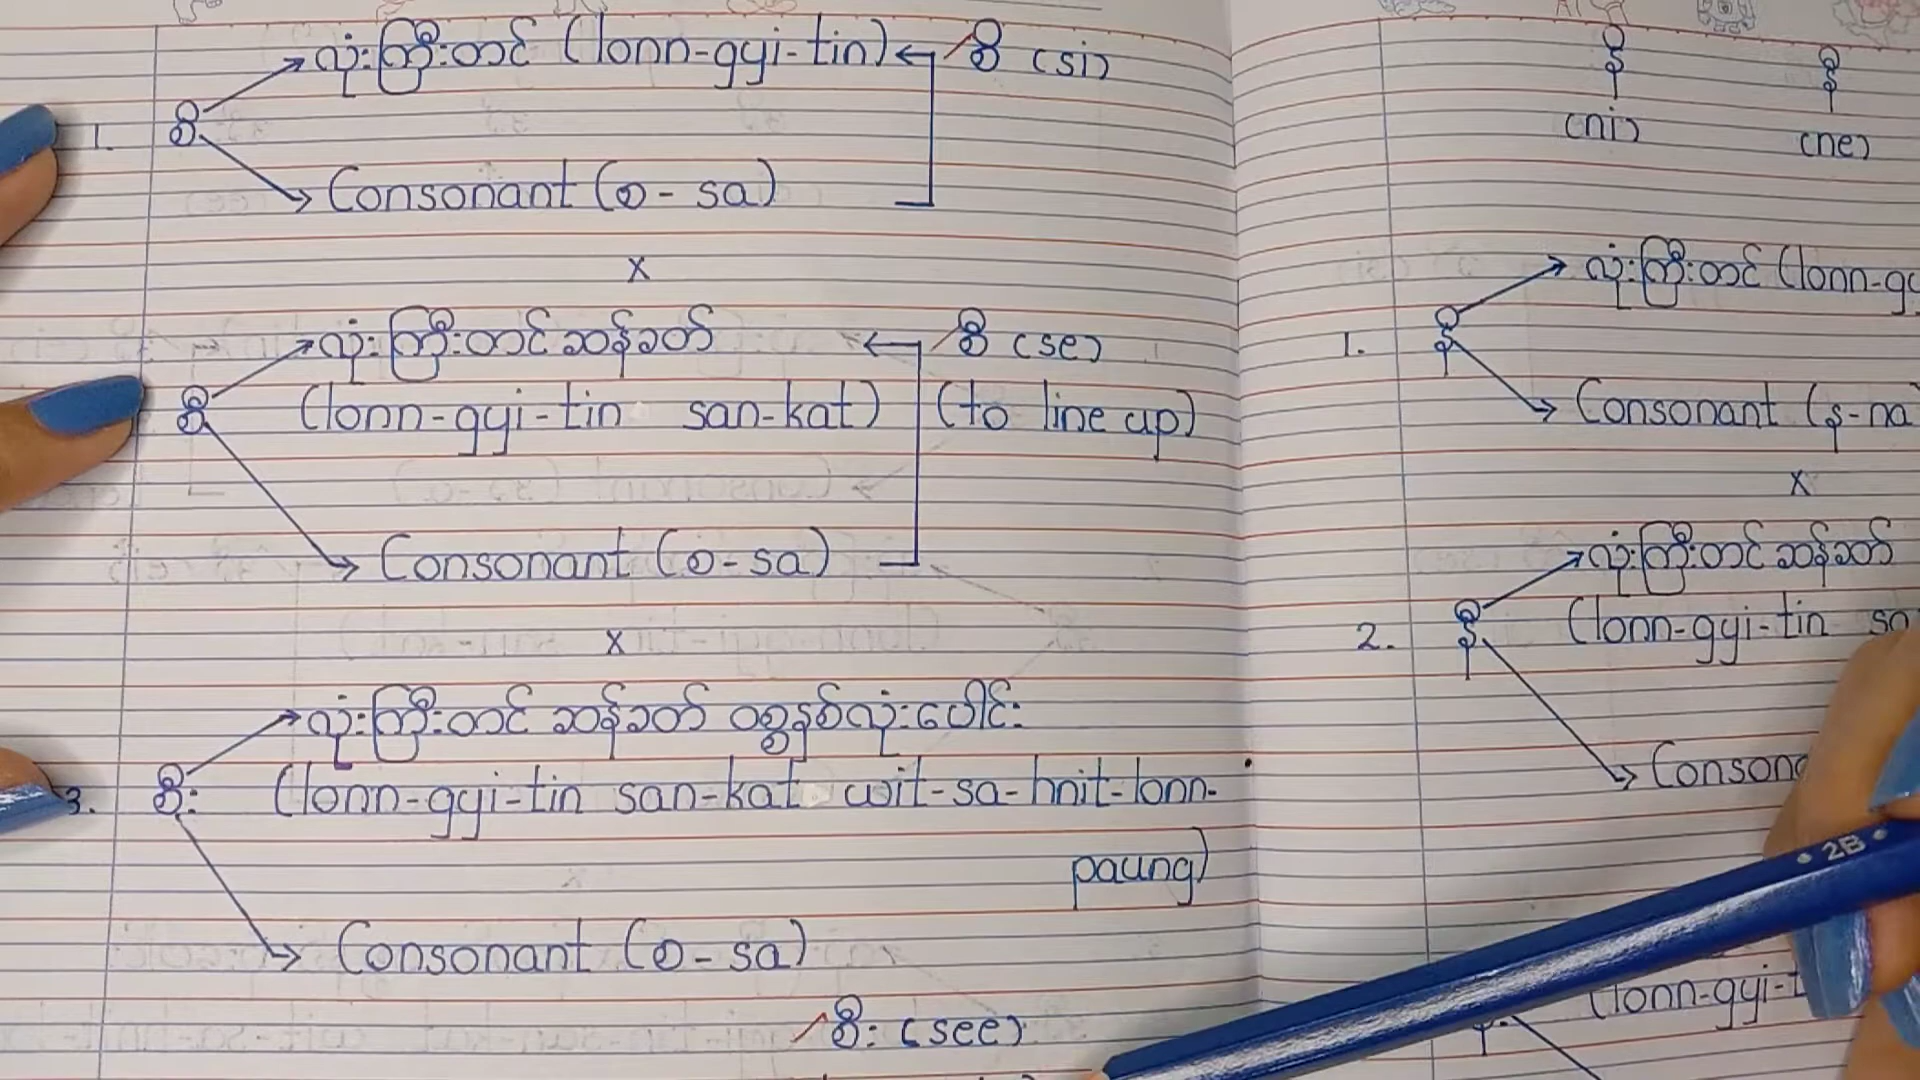 လုံးကြီးတင် (lonn-gyi-tin) ← စိ (si)
1. စိ
Consonant (စ - sa)
x
လုံးကြီးတင်ဆန်ခတ် ← စီ (se)
စီ (lonn-gyi-tin san-kat) (to line up)
Consonant (စ - sa)
x
လုံးကြီးတင် ဆန်ခတ် ဝစ္စနှစ်လုံးပေါင်း
3. စီး (lonn-gyi-tin san-kat wit-sa-hnit-lonn-
paung)
Consonant (စ - sa)
စီး (see)
နိ နီ
(ni) (ne)
လုံးကြီးတင် (lonn-gy
1. နိ
Consonant (န-na
x
လုံးကြီးတင်ဆန်ခတ်
2. နီ (lonn-gyi-tin sa
Conson
(lonn-gyi-t
2B